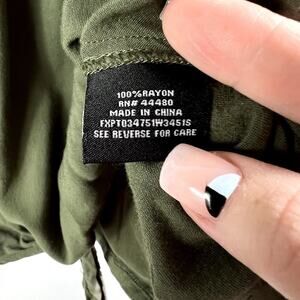 100%RAYON
RN# 44480
MADE IN CHINA
FXPT034751W3451S
SEE REVERSE FOR CARE